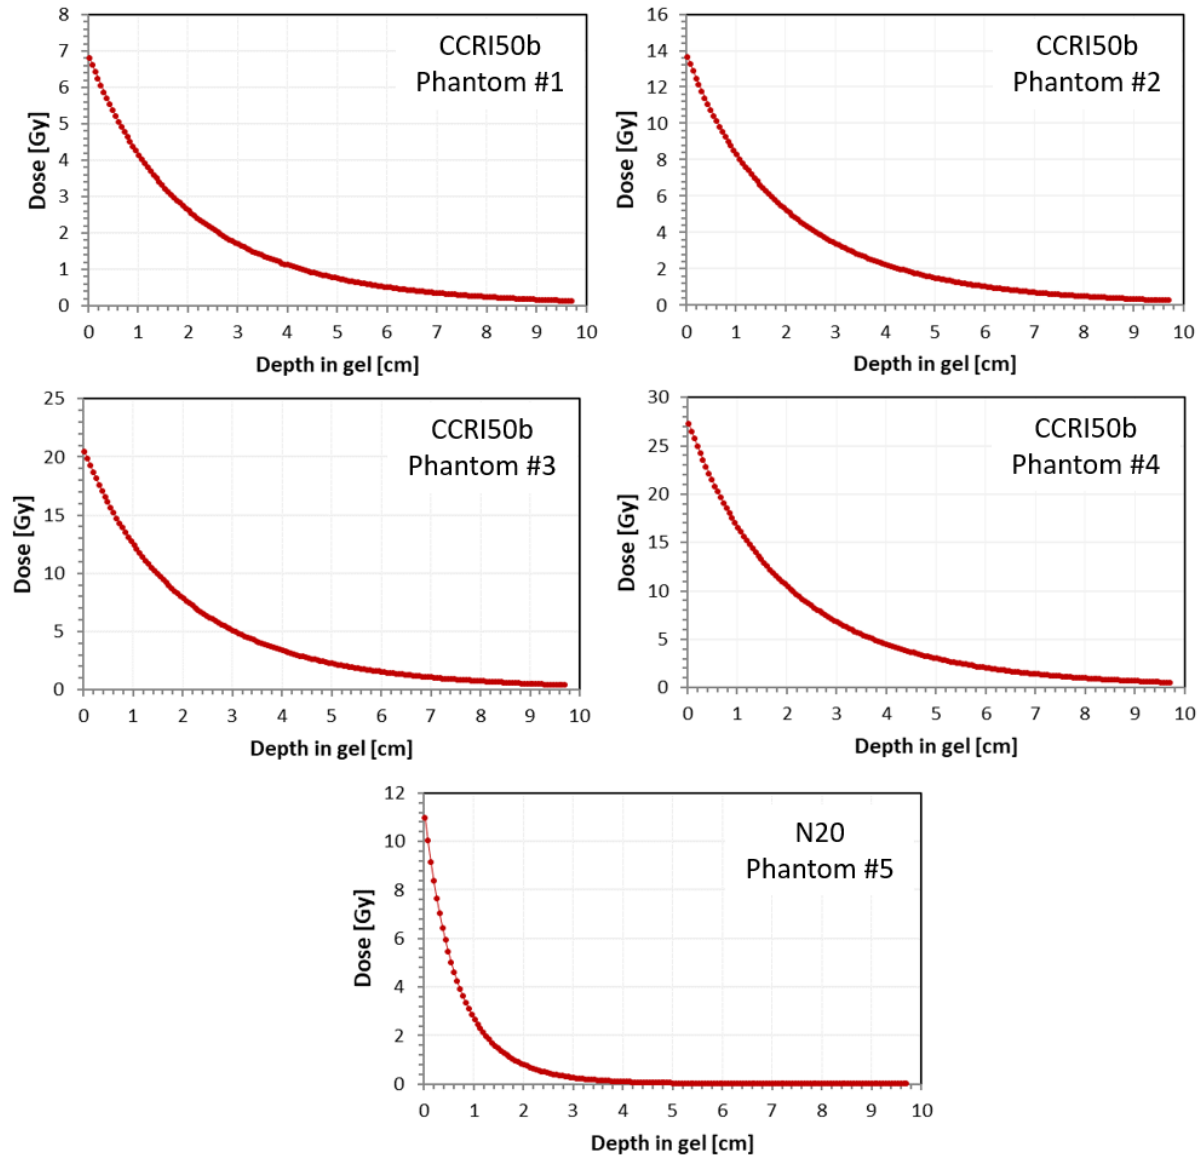 8
7
6
5
4
3
2
1
0
Dose [Gy]
CCRI50b
Phantom #1
0 1 2 3 4 5 6 7 8 9 10
Depth in gel [cm]
16
14
12
10
8
6
4
2
0
Dose [Gy]
CCRI50b
Phantom #2
0 1 2 3 4 5 6 7 8 9 10
Depth in gel [cm]
25
20
15
10
5
0
Dose [Gy]
CCRI50b
Phantom #3
0 1 2 3 4 5 6 7 8 9 10
Depth in gel [cm]
30
25
20
15
10
5
0
Dose [Gy]
CCRI50b
Phantom #4
0 1 2 3 4 5 6 7 8 9 10
Depth in gel [cm]
12
10
8
6
4
2
0
Dose [Gy]
N20
Phantom #5
0 1 2 3 4 5 6 7 8 9 10
Depth in gel [cm]